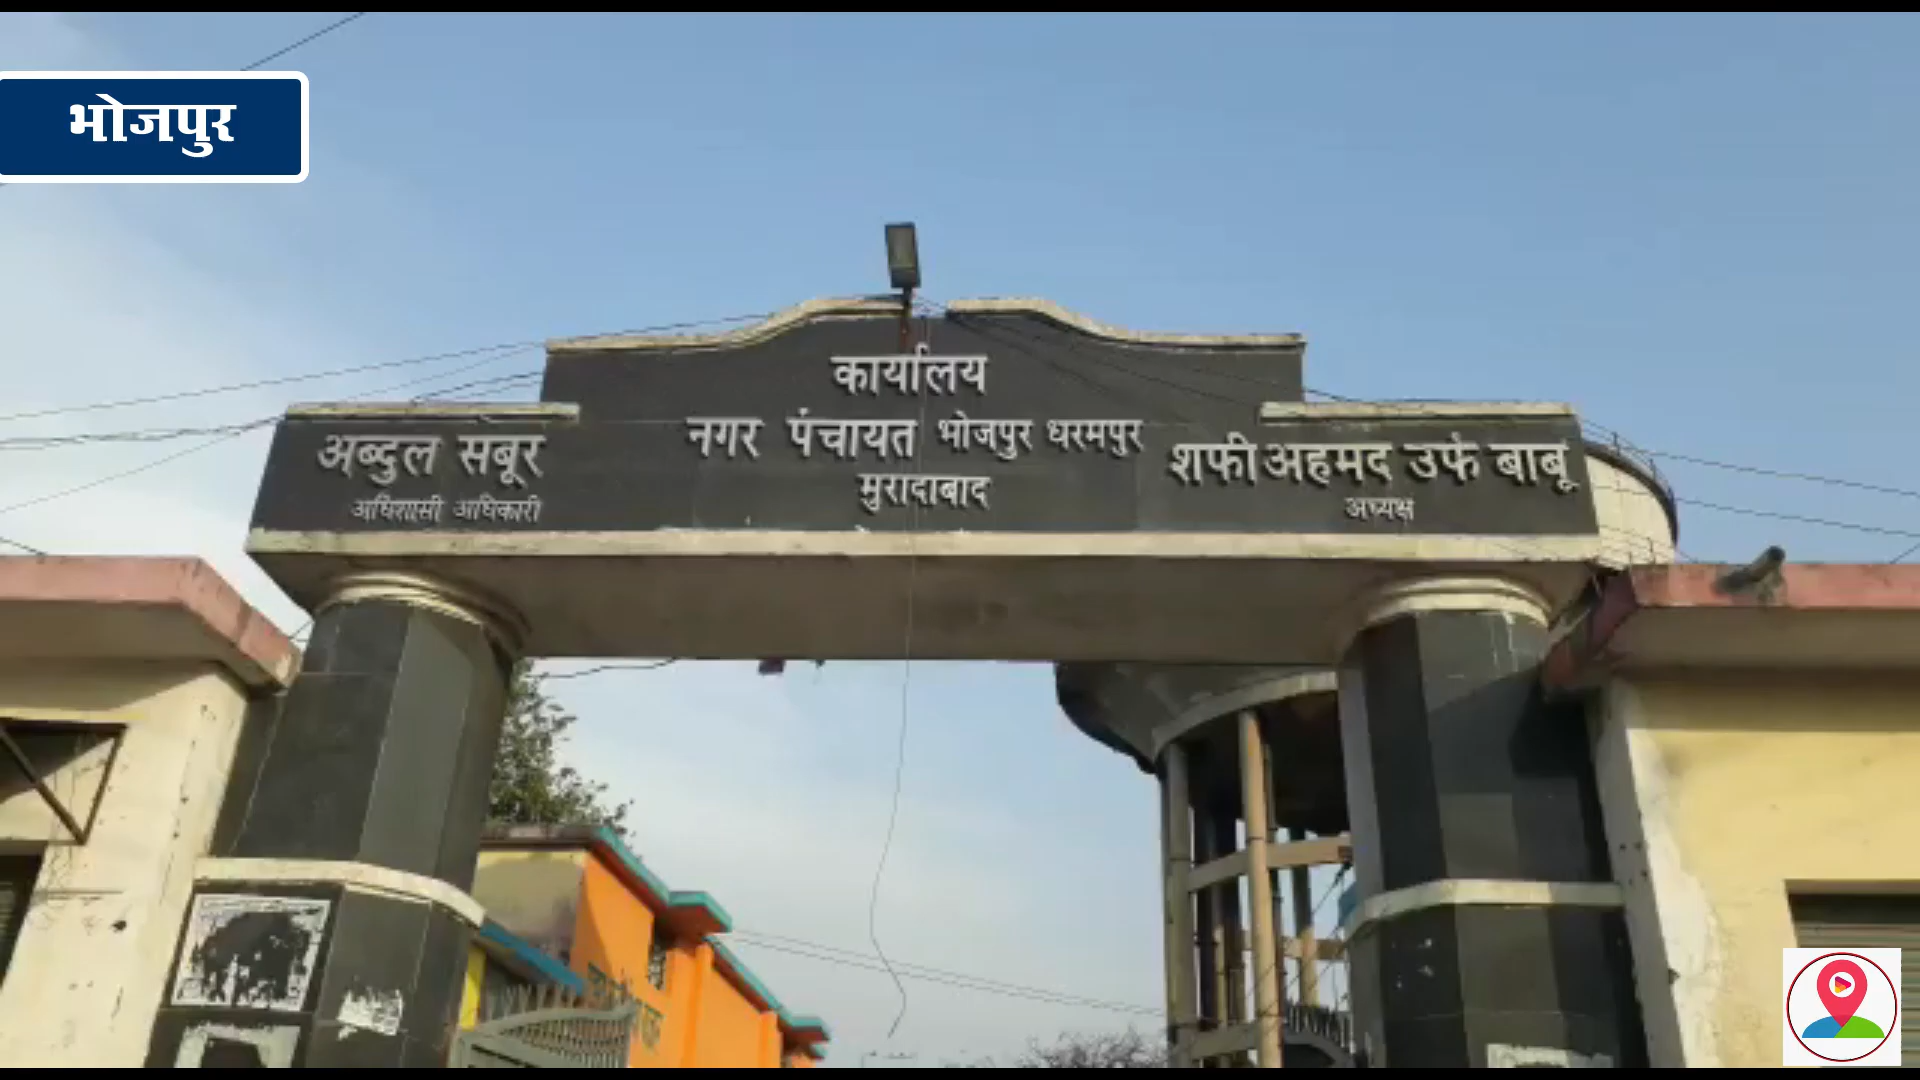 भोजपुर
कार्यालय
नगर पंचायत भोजपुर धरमपुर
मुरादाबाद
अब्दुल सबूर
अधिशासी अधिकारी
शफी अहमद उर्फ बाबू
अध्यक्ष